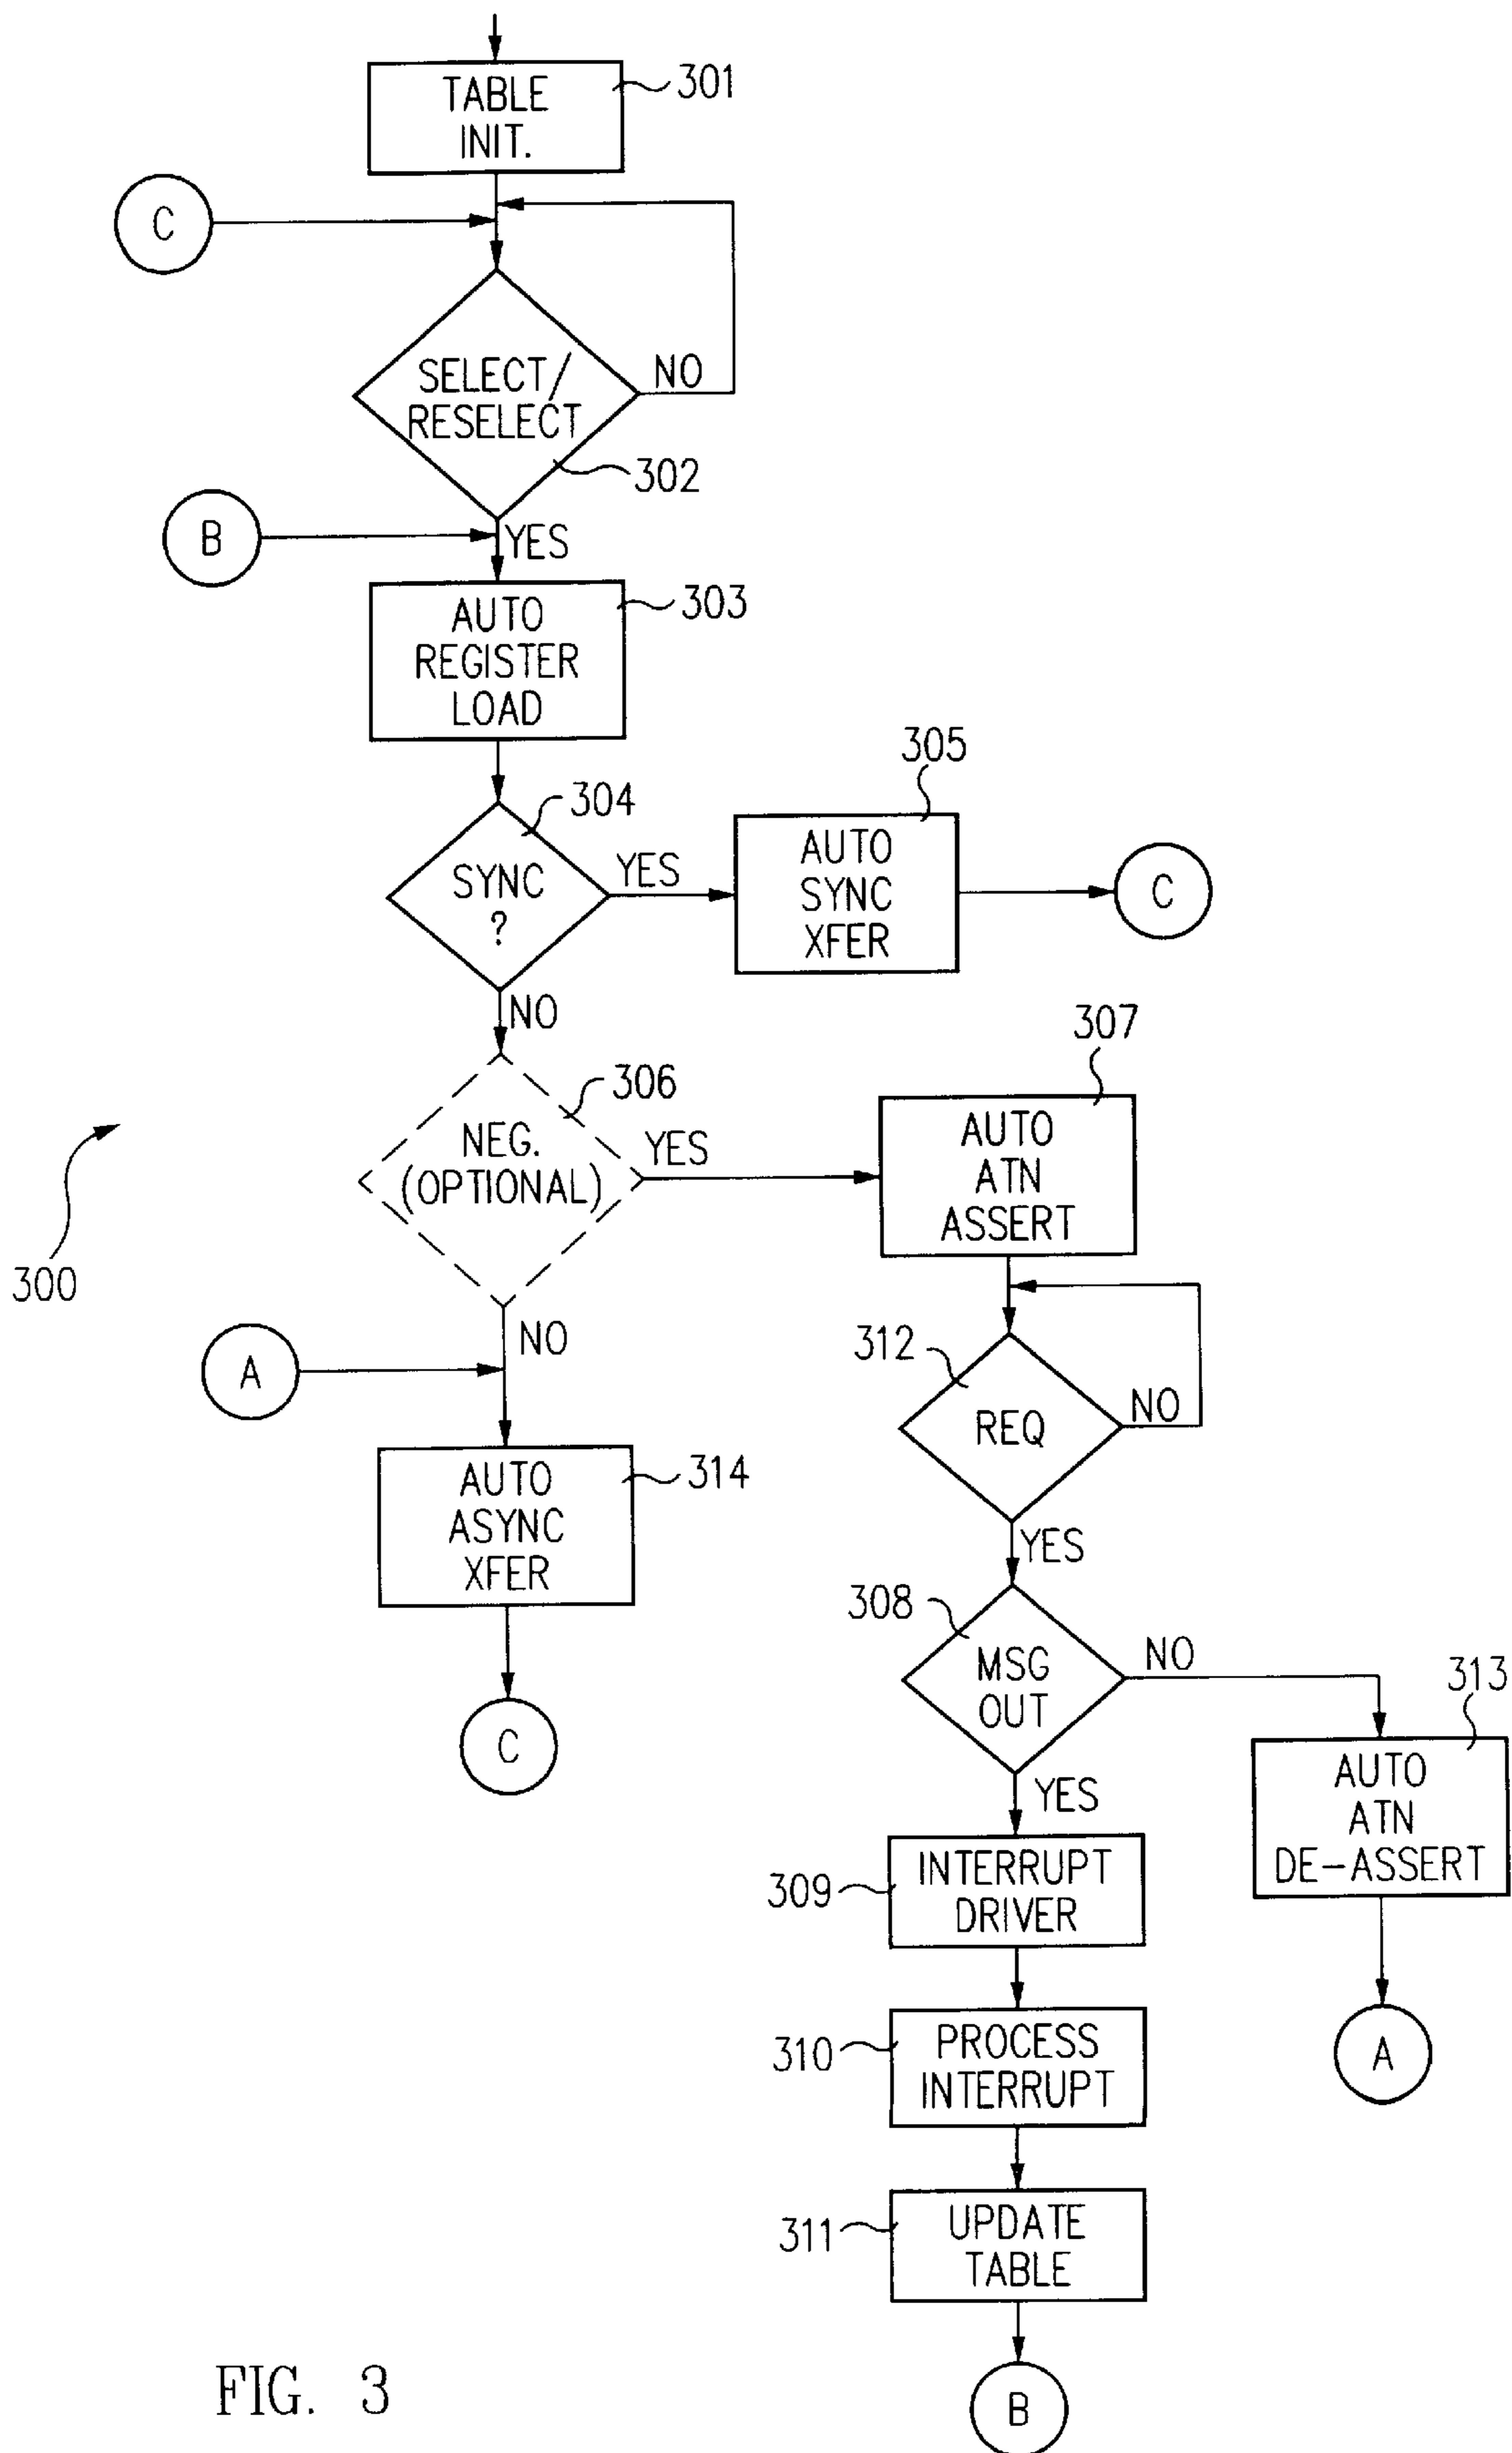 TABLE
INIT.
301
C
SELECT/
RESELECT
NO
302
B
YES
AUTO
REGISTER
LOAD
303
304
SYNC
?
YES
305
AUTO
SYNC
XFER
C
NO
306
NEG.
(OPTIONAL)
YES
307
AUTO
ATN
ASSERT
300
NO
A
312
REQ
NO
AUTO
ASYNC
XFER
314
YES
308
MSG
OUT
NO
313
C
AUTO
ATN
DE-ASSERT
YES
309
INTERRUPT
DRIVER
310
PROCESS
INTERRUPT
A
311
UPDATE
TABLE
B
FIG. 3